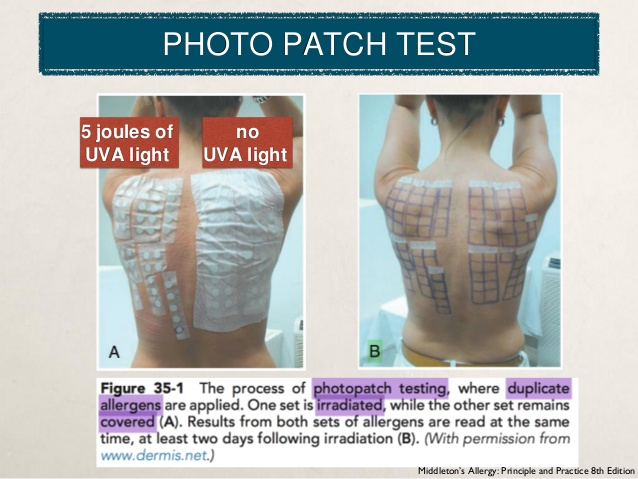 PHOTO PATCH TEST
5 joules of
UVA light
no
UVA light
A
B
Figure 35-1 The process of photopatch testing, where duplicate
allergens are applied. One set is irradiated, while the other set remains
covered (A). Results from both sets of allergens are read at the same
time, at least two days following irradiation (B). (With permission from
www.dermis.net.)
Middleton's Allergy: Principle and Practice 8th Edition